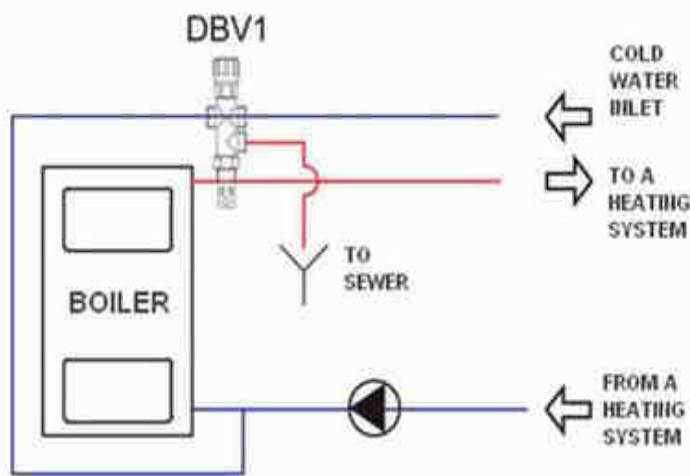 DBV1
COLD
WATER
INLET
TO A
HEATING
SYSTEM
TO
SEWER
BOILER
FROM A
HEATING
SYSTEM